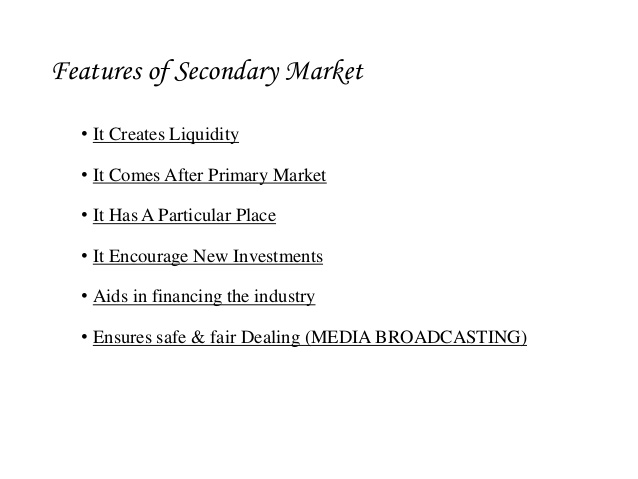 Features of Secondary Market
• It Creates Liquidity
• It Comes After Primary Market
• It Has A Particular Place
• It Encourage New Investments
• Aids in financing the industry
• Ensures safe & fair Dealing (MEDIA BROADCASTING)